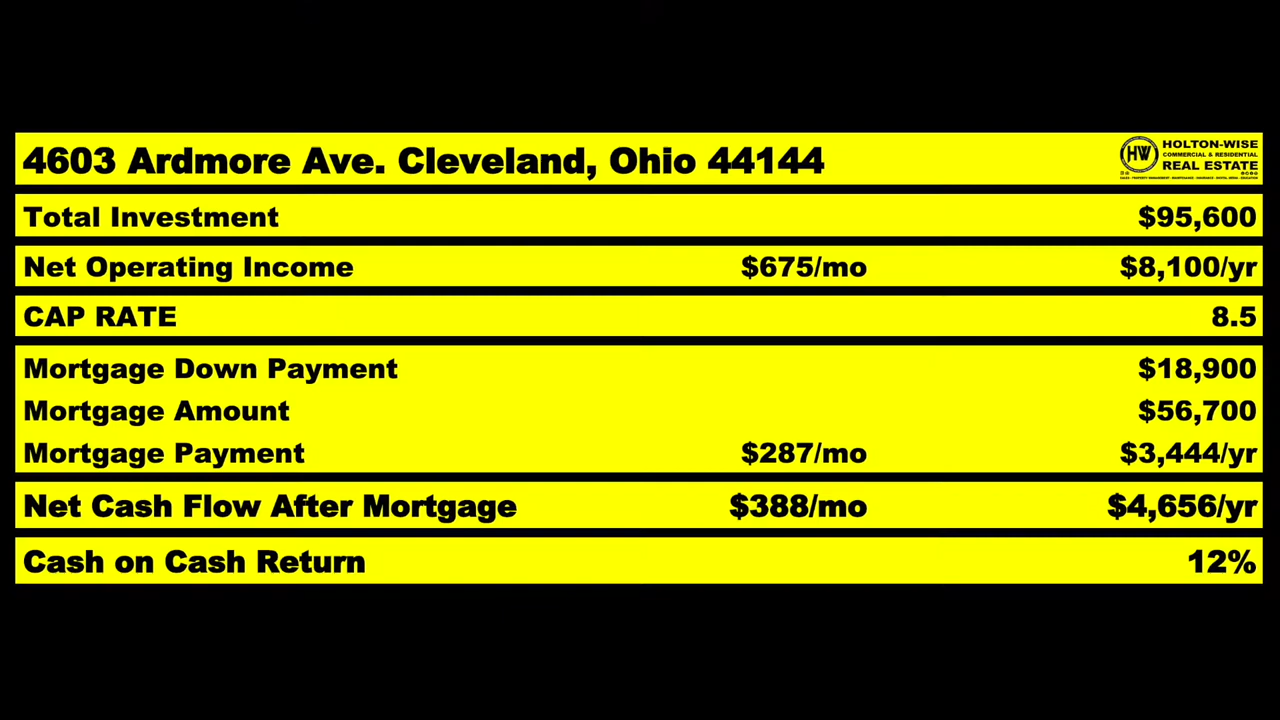 4603 Ardmore Ave. Cleveland, Ohio 44144
HW
HOLTON-WISE
COMMERCIAL & RESIDENTIAL
REAL ESTATE
Total Investment $95,600
Net Operating Income $675/mo $8,100/yr
CAP RATE 8.5
Mortgage Down Payment $18,900
Mortgage Amount $56,700
Mortgage Payment $287/mo $3,444/yr
Net Cash Flow After Mortgage $388/mo $4,656/yr
Cash on Cash Return 12%